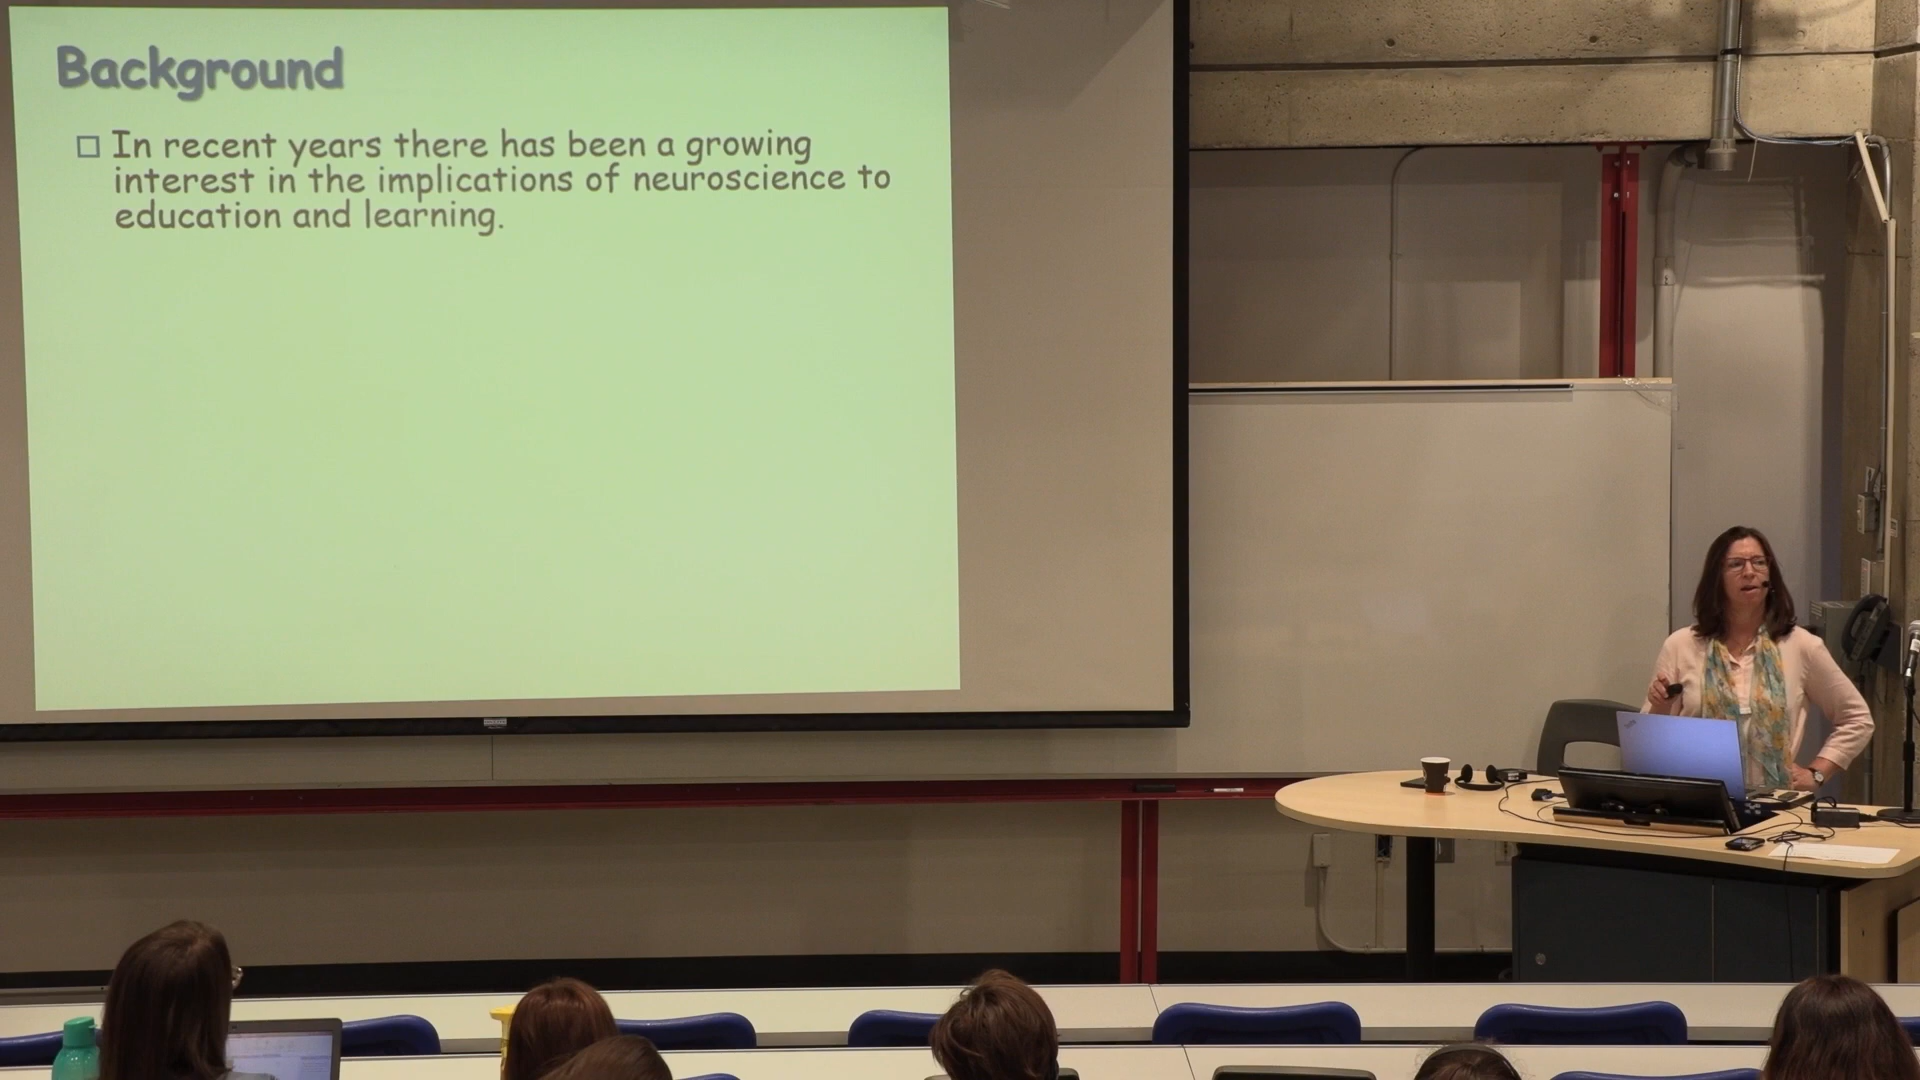 Background
In recent years there has been a growing
interest in the implications of neuroscience to
education and learning.